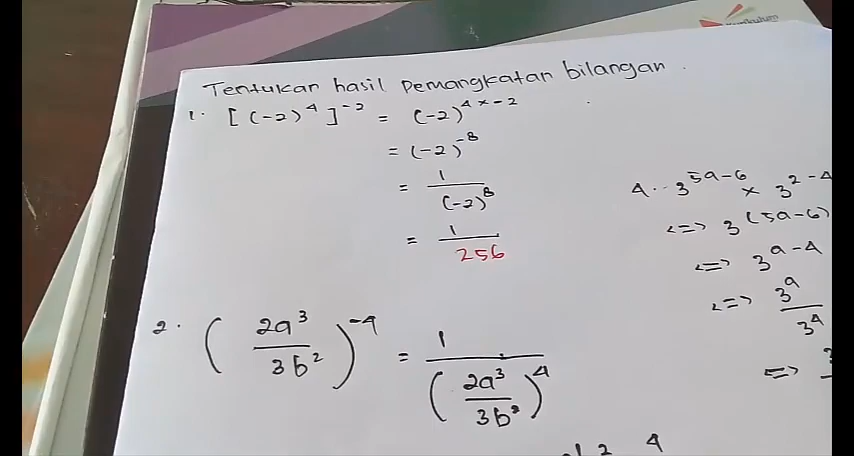 Tentukan hasil pemangkatan bilangan.
1. [(-2)^4]^-2 = (-2)^4×-2
= (-2)^-8
= 1/(-2)^8
= 1/256
2. (2a^3/3b^2)^-4 = 1/(2a^3/3b^2)^4
4. 3^5a-6 × 3^2-4
<=> 3^(5a-6)
<=> 3^a-4
<=> 3^a/3^4
<=>